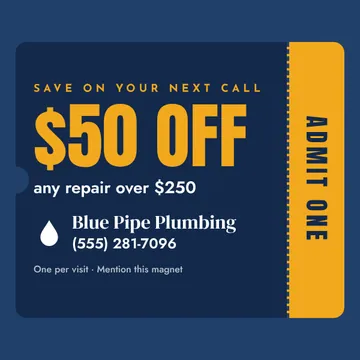 SAVE ON YOUR NEXT CALL
$50 OFF
any repair over $250
Blue Pipe Plumbing
(555) 281-7096
One per visit · Mention this magnet
ADMIT ONE